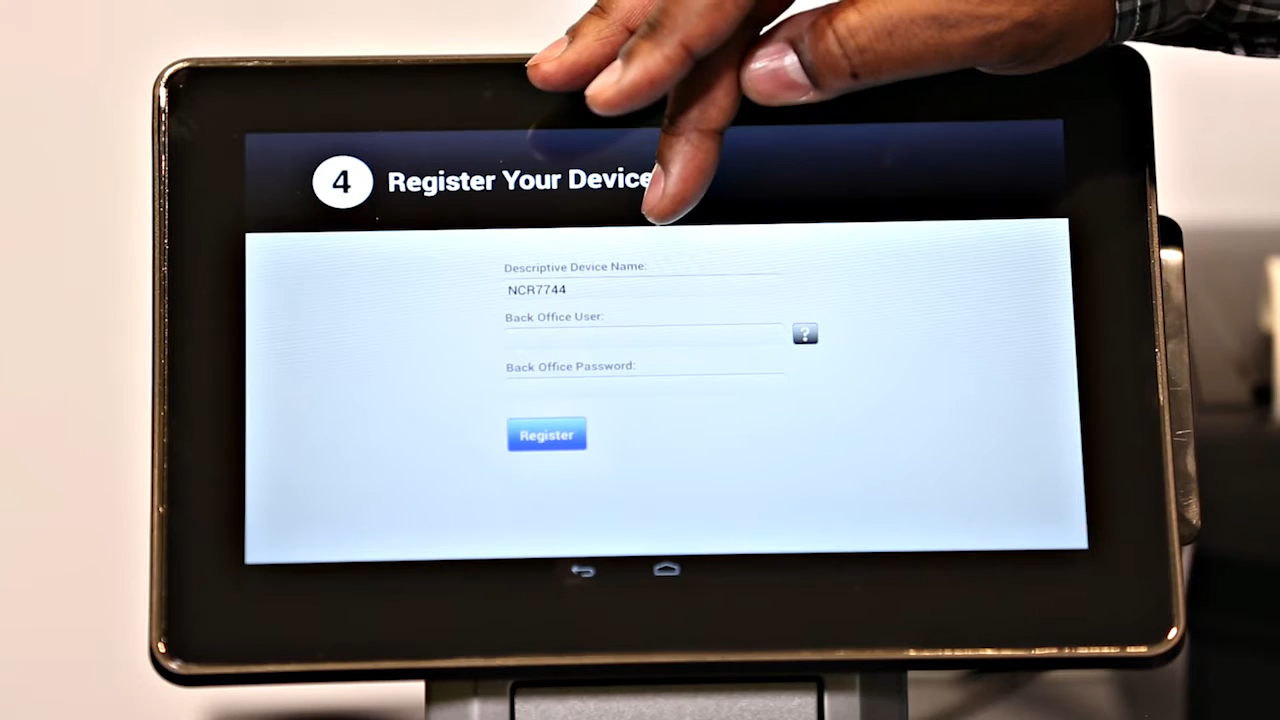 4 Register Your Device
Descriptive Device Name:
NCR7744
Back Office User:
?
Back Office Password:
Register